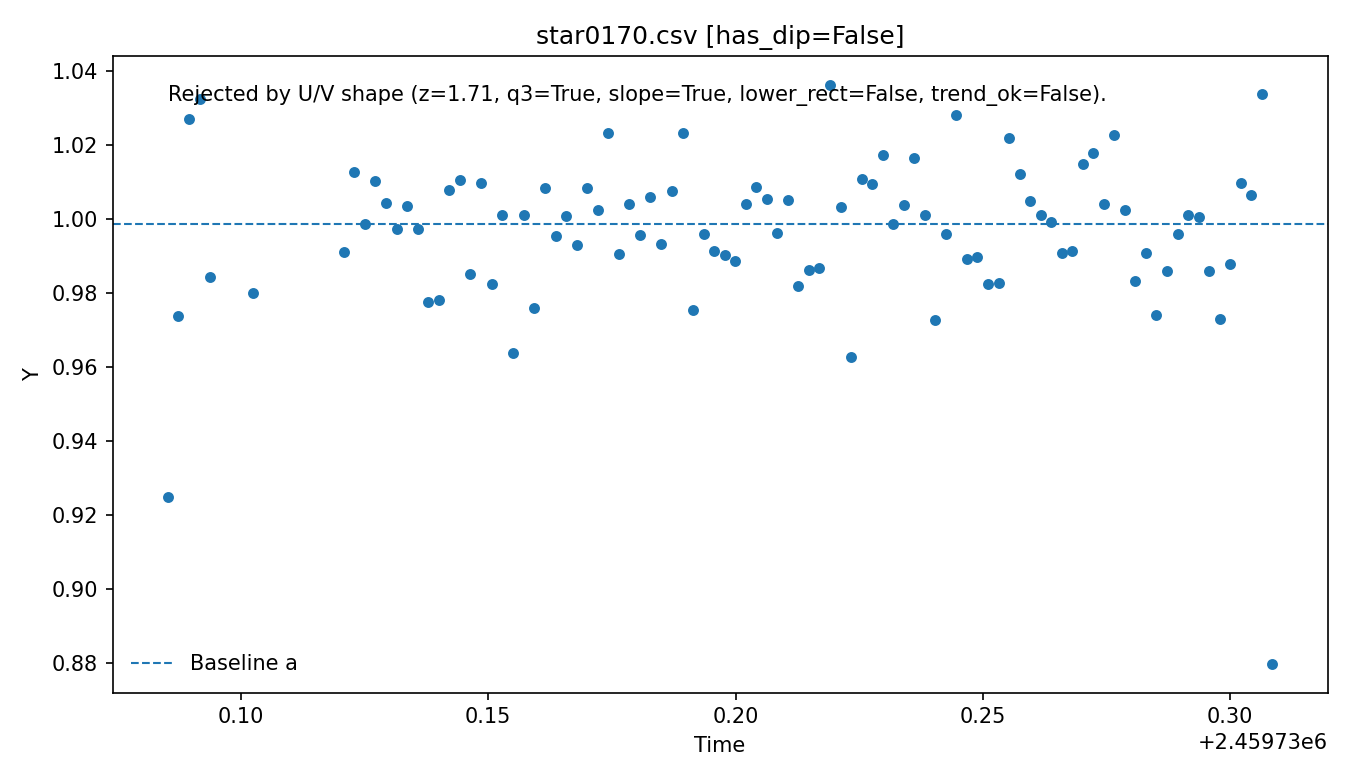 star0170.csv [has_dip=False]
Rejected by U/V shape (z=1.71, q3=True, slope=True, lower_rect=False, trend_ok=False).
1.04
1.02
1.00
0.98
0.96
0.94
0.92
0.90
0.88
Y
Baseline a
0.10
0.15
0.20
0.25
0.30
Time
+2.45973e6